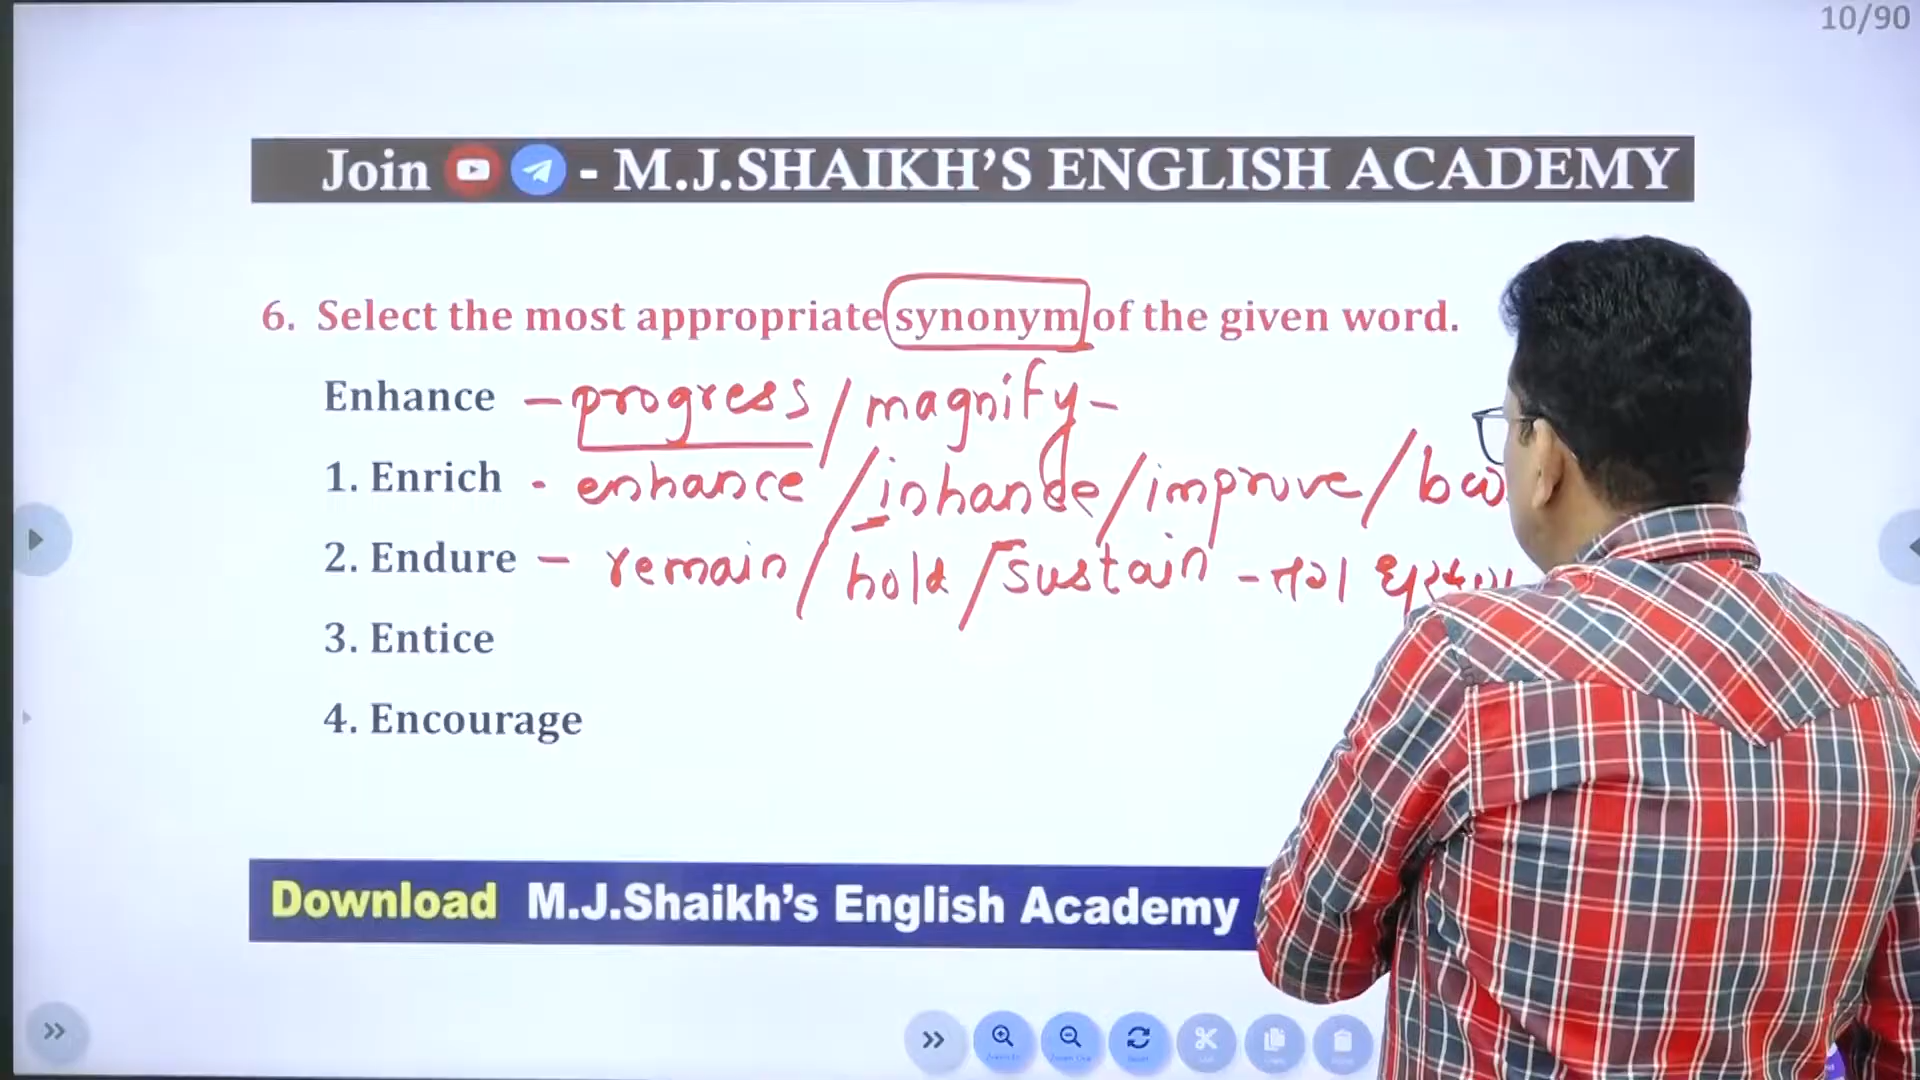 10/90
Join - M.J.SHAIKH'S ENGLISH ACADEMY
6. Select the most appropriate synonym of the given word.
Enhance - progress / magnify -
1. Enrich - enhance / inhance / improve /
2. Endure - remain / hold / sustain -
3. Entice
4. Encourage
Download M.J.Shaikh's English Academy